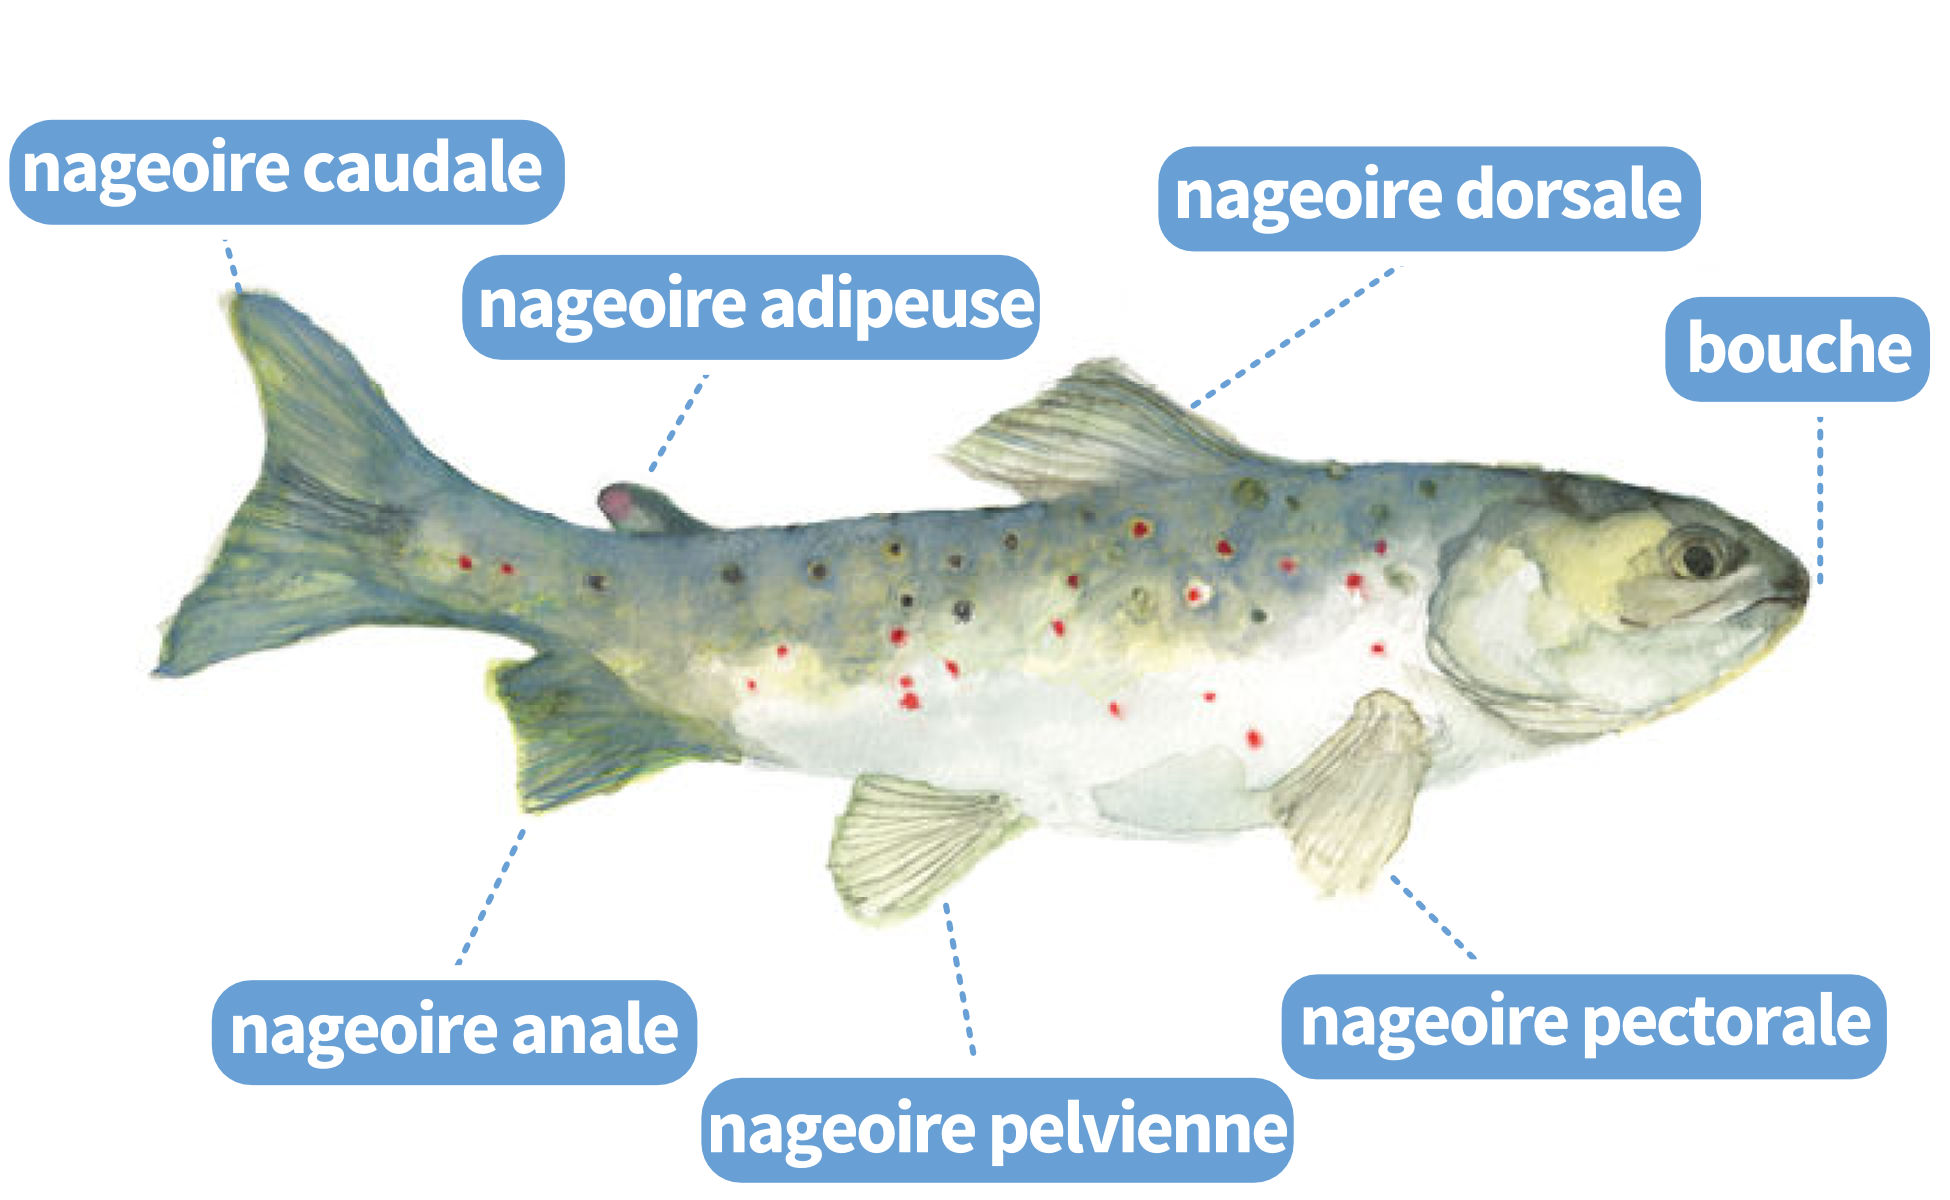 nageoire caudale
nageoire dorsale
nageoire adipeuse
bouche
nageoire anale
nageoire pectorale
nageoire pelvienne